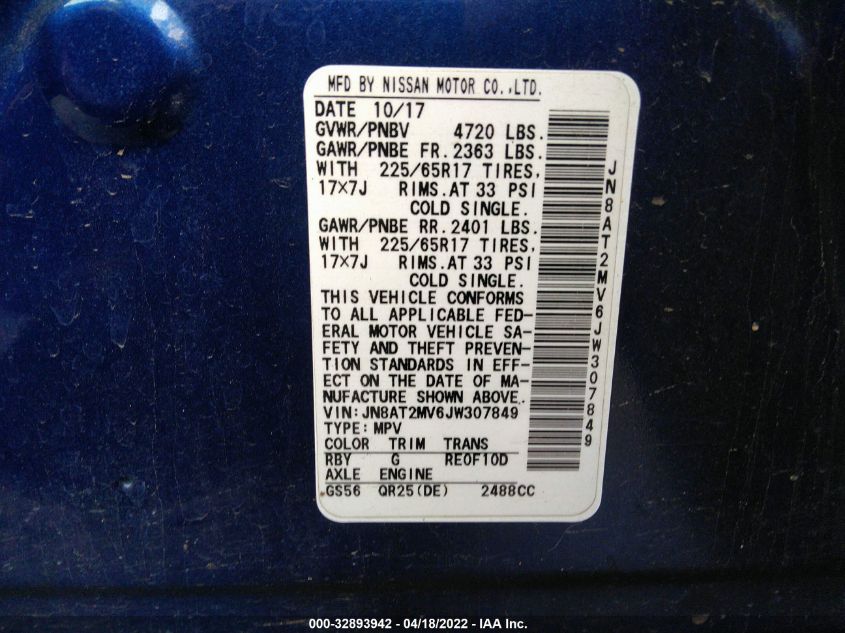 MFD BY NISSAN MOTOR CO.,LTD.
DATE 10/17
GVWR/PNBV 4720 LBS.
GAWR/PNBE FR. 2363 LBS.
WITH 225/65R17 TIRES,
17×7J RIMS.AT 33 PSI
COLD SINGLE.
GAWR/PNBE RR. 2401 LBS.
WITH 225/65R17 TIRES,
17×7J RIMS.AT 33 PSI
COLD SINGLE.
THIS VEHICLE CONFORMS
TO ALL APPLICABLE FED-
ERAL MOTOR VEHICLE SA-
FETY AND THEFT PREVEN-
TION STANDARDS IN EFF-
ECT ON THE DATE OF MA-
NUFACTURE SHOWN ABOVE.
VIN:JN8AT2MV6JW307849
TYPE:MPV
COLOR TRIM TRANS
RBY G RE0F10D
AXLE ENGINE
GS56 QR25(DE) 2488CC
JN8AT2MV6JW307849
000-32893942 - 04/18/2022 - IAA Inc.